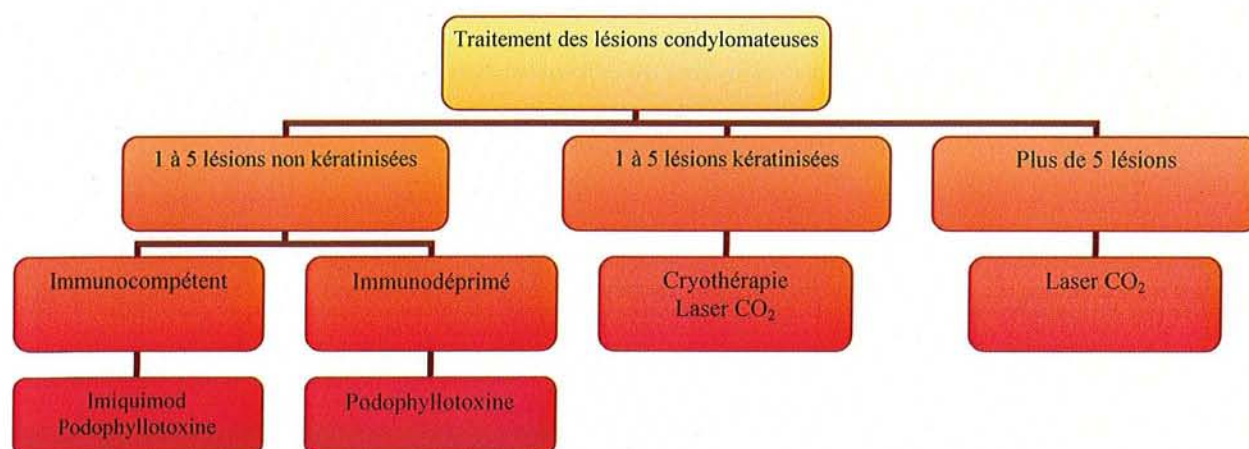 Traitement des lésions condylomateuses
1 à 5 lésions non kératinisées
1 à 5 lésions kératinisées
Plus de 5 lésions
Immunocompétent
Immunodéprimé
Cryothérapie
Laser CO₂
Laser CO₂
Imiquimod
Podophyllotoxine
Podophyllotoxine